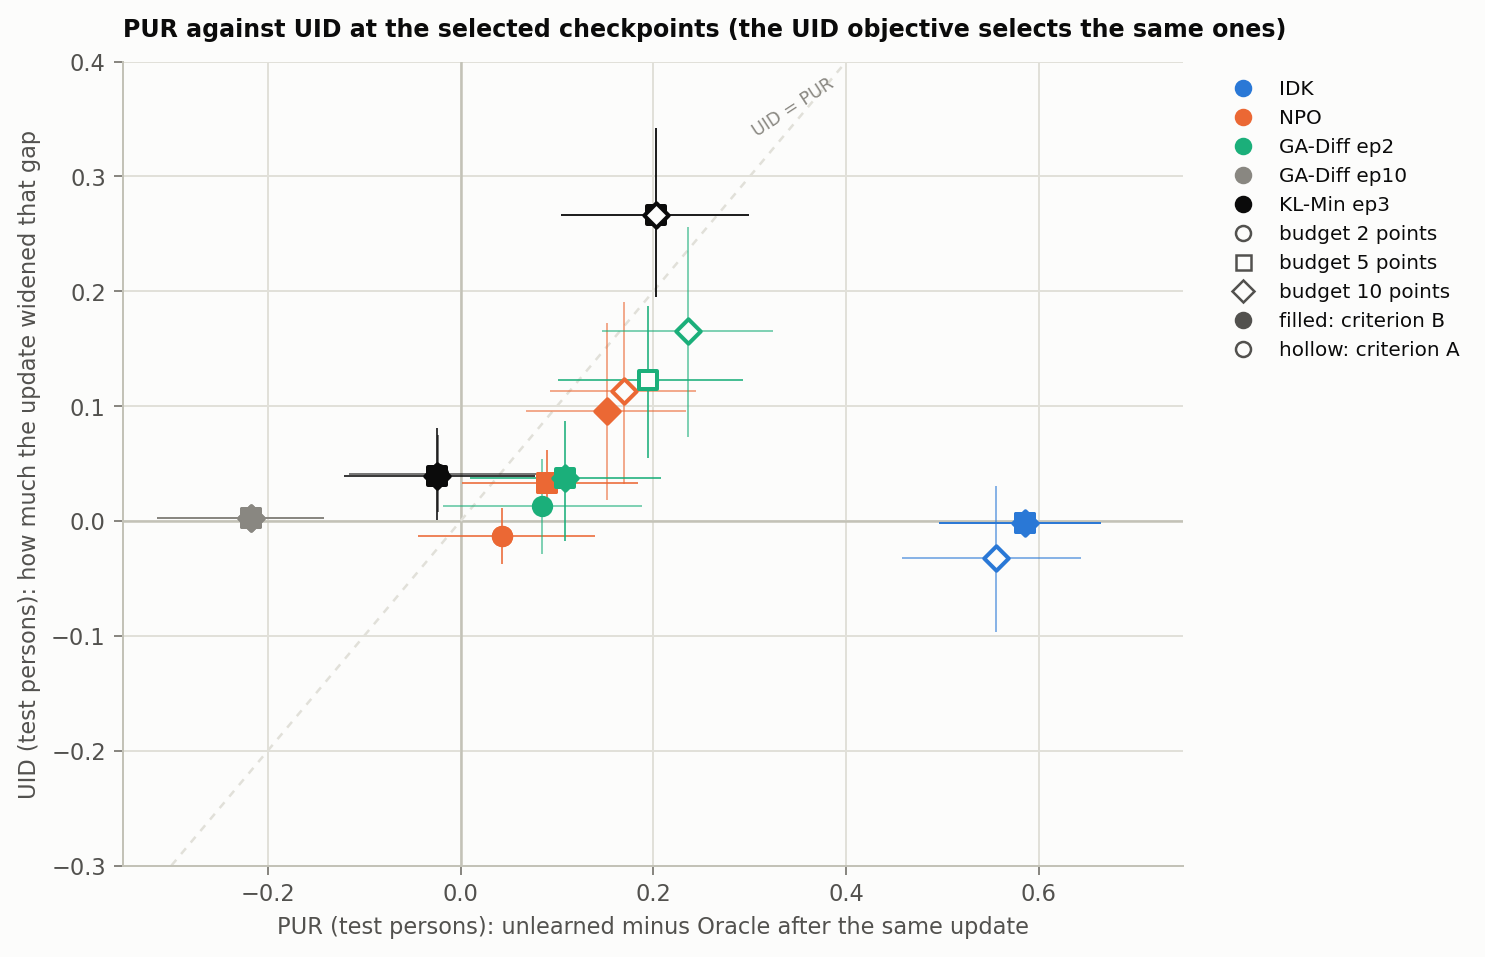 PUR against UID at the selected checkpoints (the UID objective selects the same ones)
UID (test persons): how much the update widened that gap
0.4
0.3
0.2
0.1
0.0
−0.1
−0.2
−0.3
UID = PUR
−0.2
0.0
0.2
0.4
0.6
PUR (test persons): unlearned minus Oracle after the same update
IDK
NPO
GA-Diff ep2
GA-Diff ep10
KL-Min ep3
budget 2 points
budget 5 points
budget 10 points
filled: criterion B
hollow: criterion A